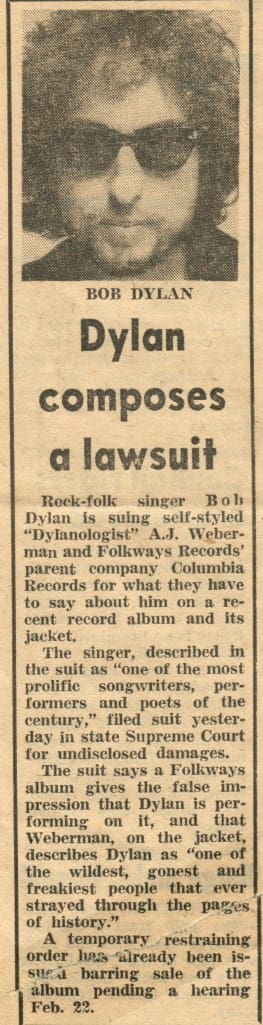 BOB DYLAN
Dylan
composes
a lawsuit
Rock-folk singer Bob
Dylan is suing self-styled
“Dylanologist” A.J. Weber-
man and Folkways Records’
parent company Columbia
Records for what they have
to say about him on a re-
cent record album and its
jacket.
The singer, described in
the suit as “one of the most
prolific songwriters, per-
formers and poets of the
century,” filed suit yester-
day in state Supreme Court
for undisclosed damages.
The suit says a Folkways
album gives the false im-
pression that Dylan is per-
forming on it, and that
Weberman, on the jacket,
describes Dylan as “one of
the wildest, gonest and
freakiest people that ever
strayed through the pages
of history.”
A temporary restraining
order has already been is-
sued barring sale of the
album pending a hearing
Feb. 22.